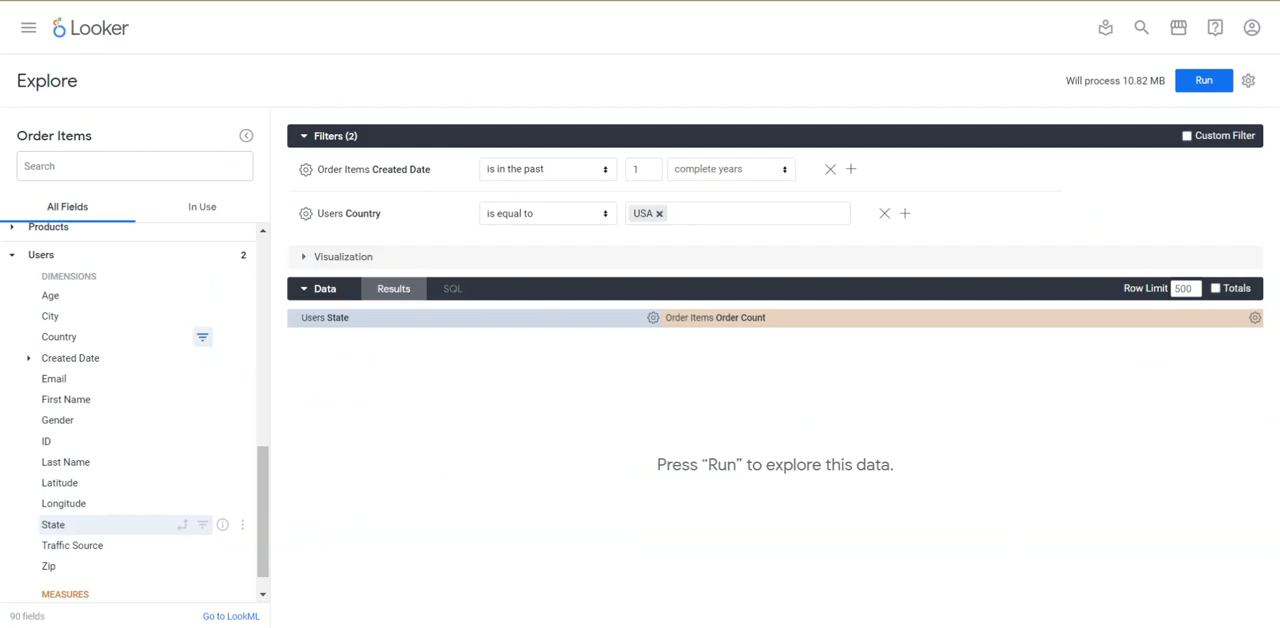 Looker
Explore
Will process 10.82 MB
Run
Order Items
Search
All Fields
In Use
Products
Users
2
DIMENSIONS
Age
City
Country
Created Date
Email
First Name
Gender
ID
Last Name
Latitude
Longitude
State
Traffic Source
Zip
MEASURES
90 fields
Go to LookML
Filters (2)
Custom Filter
Order Items Created Date
is in the past
1
complete years
Users Country
is equal to
USA
Visualization
Data
Results
SQL
Row Limit
500
Totals
Users State
Order Items Order Count
Press “Run” to explore this data.